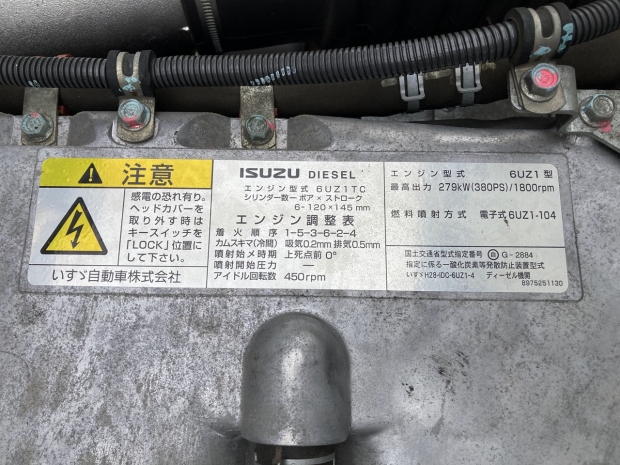 注意
感電の恐れ有り。
ヘッドカバーを
取り外す時は
キースイッチを
「LOCK」位置に
して下さい。
いすゞ自動車株式会社
ISUZU DIESEL
エンジン型式 6UZ1TC
シリンダー数ーボア×ストローク
6-120×145mm
エンジン調整表
着火順序 1-5-3-6-2-4
カムスキマ(冷間) 吸気0.2mm排気0.5mm
噴射始メ時期 上死点前0°
噴射開始圧力
アイドル回転数 450rpm
エンジン型式 6UZ1型
最高出力 279kW(380PS)/1800rpm
燃料噴射方式 電子式6UZ1-104
国土交通省型式指定番号 G-2884
指定に係る一酸化炭素等発散防止装置型式
いすゞH28-IDC-6UZ1-4 ディーゼル機関
8975251130